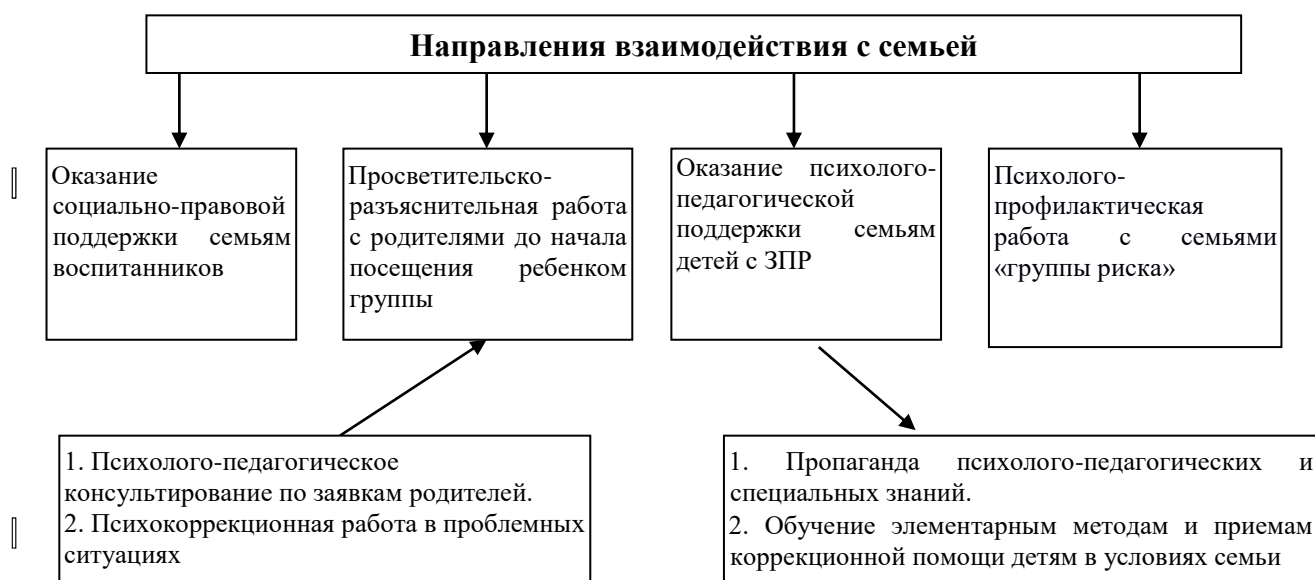 Направления взаимодействия с семьей
Оказание
социально-правовой
поддержки семьям
воспитанников
Просветительско-
разъяснительная работа
с родителями до начала
посещения ребенком
группы
Оказание психолого-
педагогической
поддержки семьям
детей с ЗПР
Психолого-
профилактическая
работа с семьями
«группы риска»
1. Психолого-педагогическое
консультирование по заявкам родителей.
2. Психокоррекционная работа в проблемных
ситуациях
1. Пропаганда психолого-педагогических и
специальных знаний.
2. Обучение элементарным методам и приемам
коррекционной помощи детям в условиях семьи